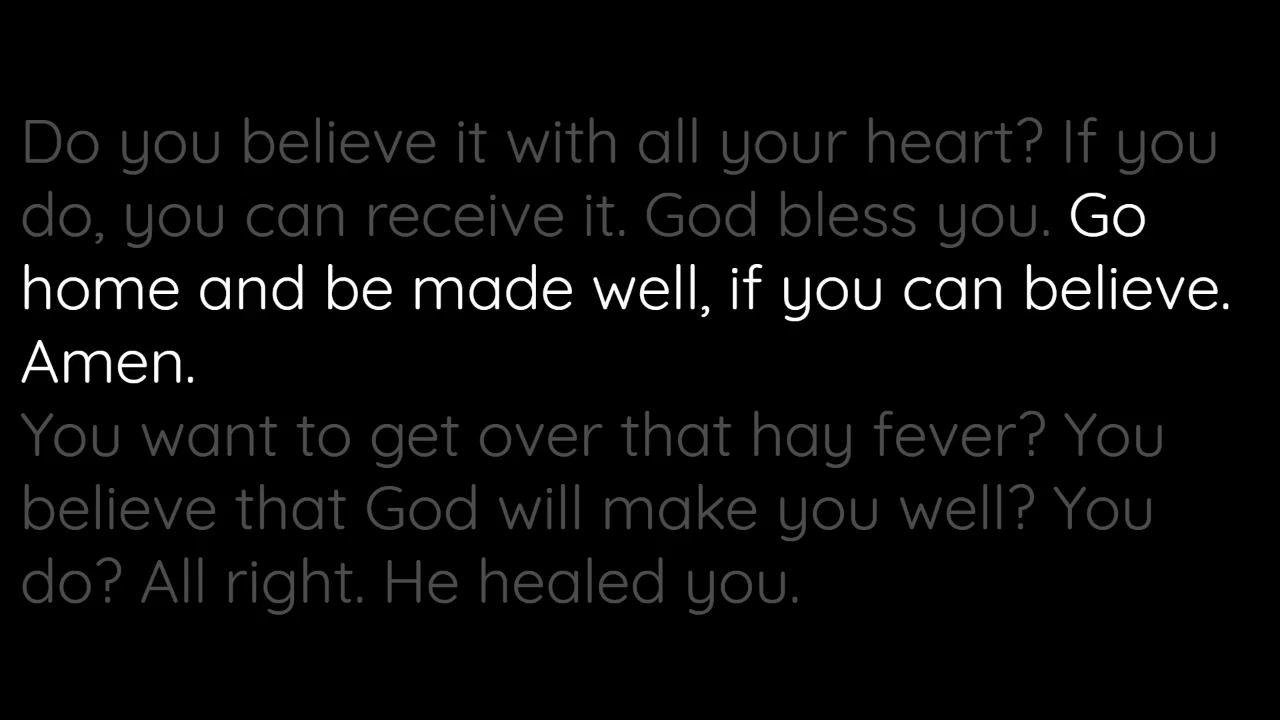 Do you believe it with all your heart? If you
do, you can receive it. God bless you. Go
home and be made well, if you can believe.
Amen.
You want to get over that hay fever? You
believe that God will make you well? You
do? All right. He healed you.